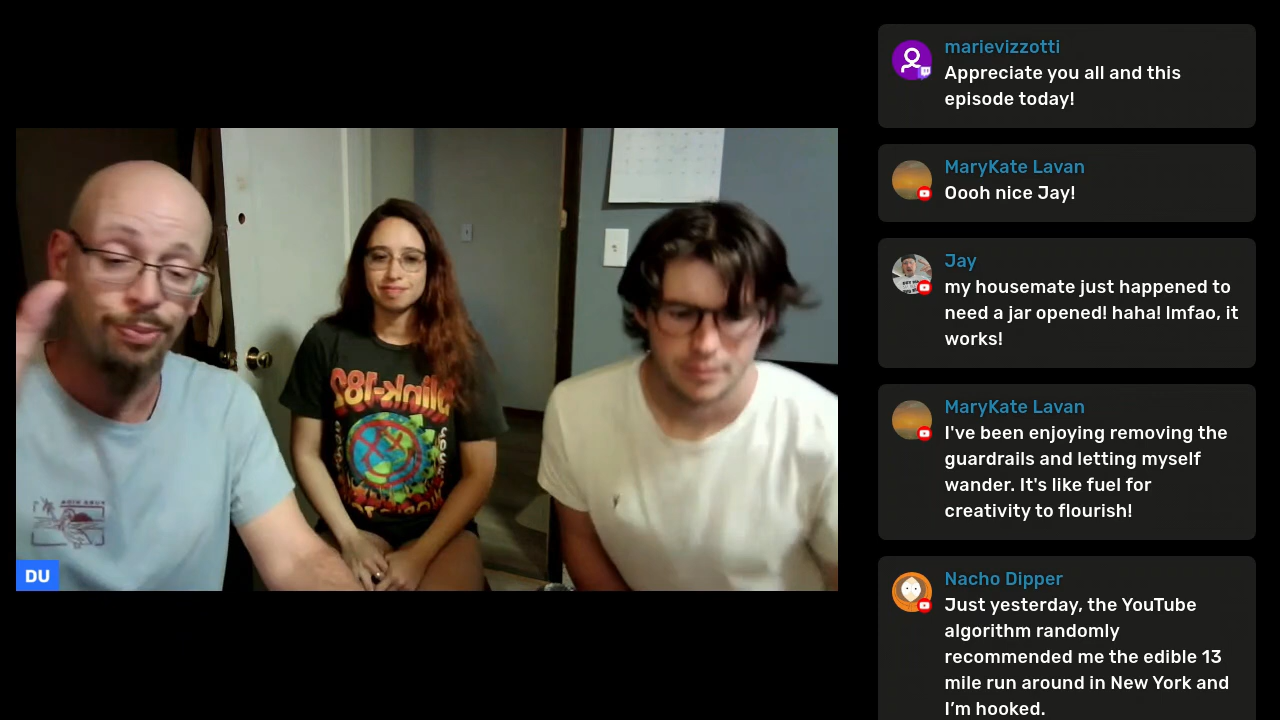 marievizzotti
Appreciate you all and this
episode today!
MaryKate Lavan
Oooh nice Jay!
Jay
my housemate just happened to
need a jar opened! haha! lmfao, it
works!
MaryKate Lavan
I've been enjoying removing the
guardrails and letting myself
wander. It's like fuel for
creativity to flourish!
Nacho Dipper
Just yesterday, the YouTube
algorithm randomly
recommended me the edible 13
mile run around in New York and
I'm hooked.
blink-182
DU